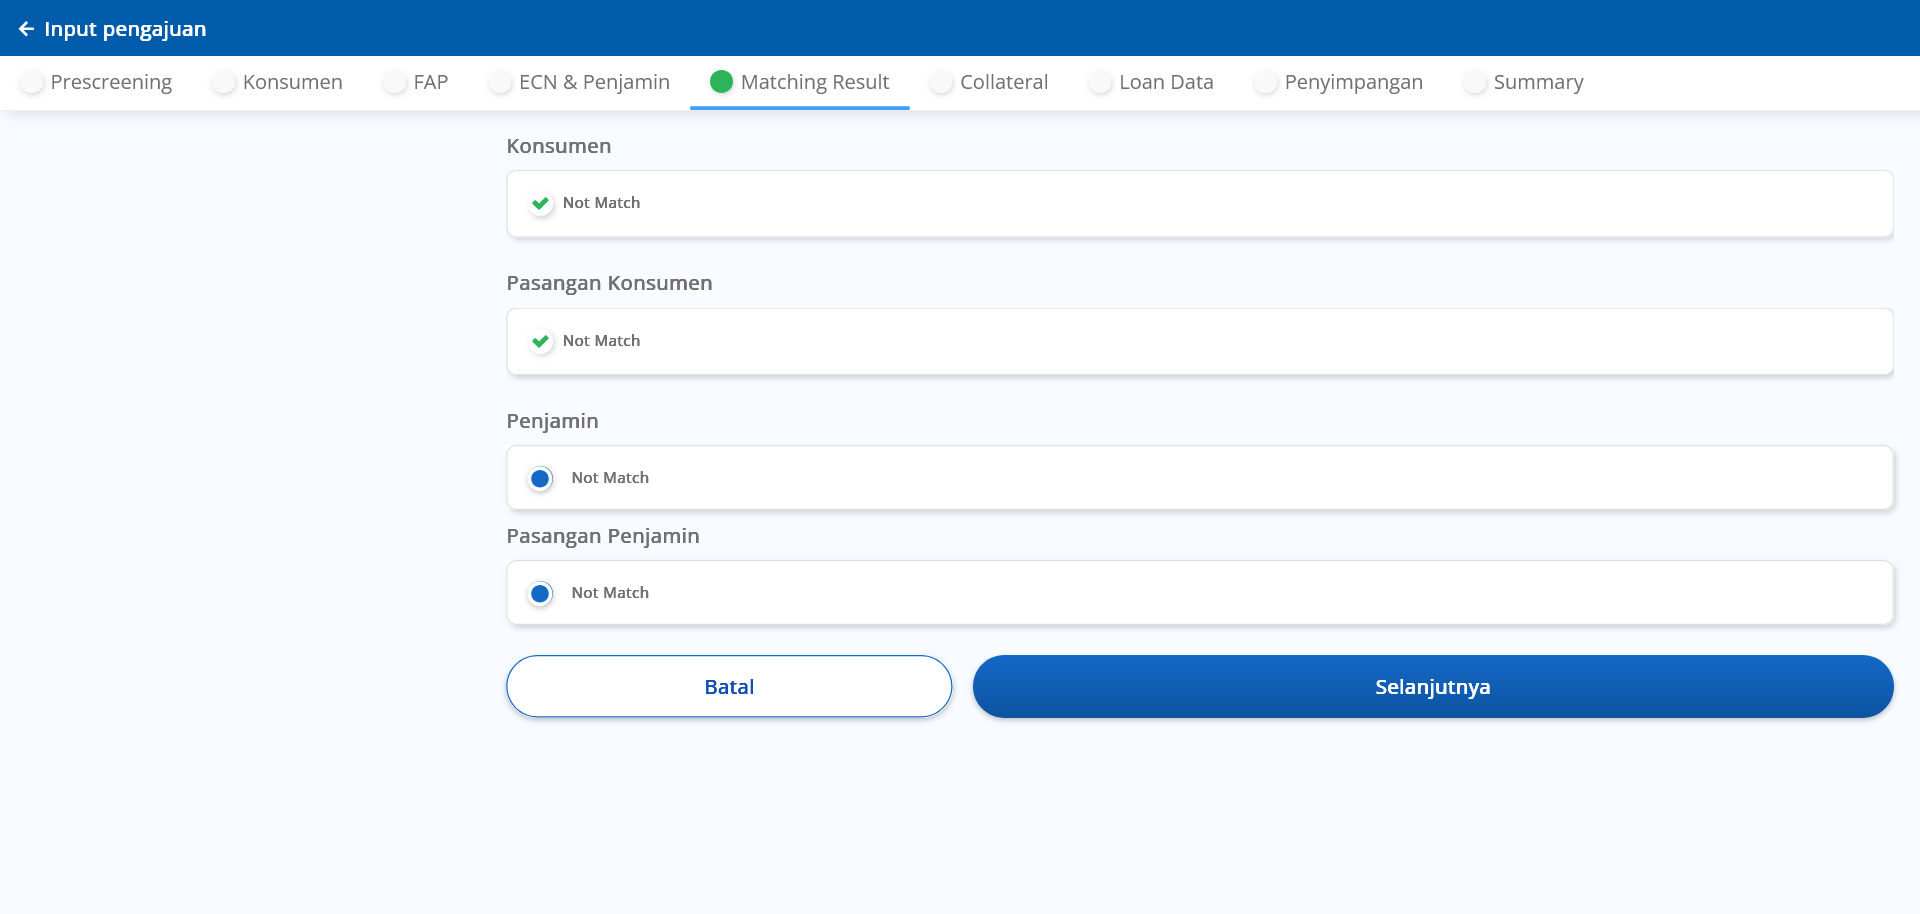 Input pengajuan
Prescreening Konsumen FAP ECN & Penjamin Matching Result Collateral Loan Data Penyimpangan Summary
Konsumen
Not Match
Pasangan Konsumen
Not Match
Penjamin
Not Match
Pasangan Penjamin
Not Match
Batal Selanjutnya